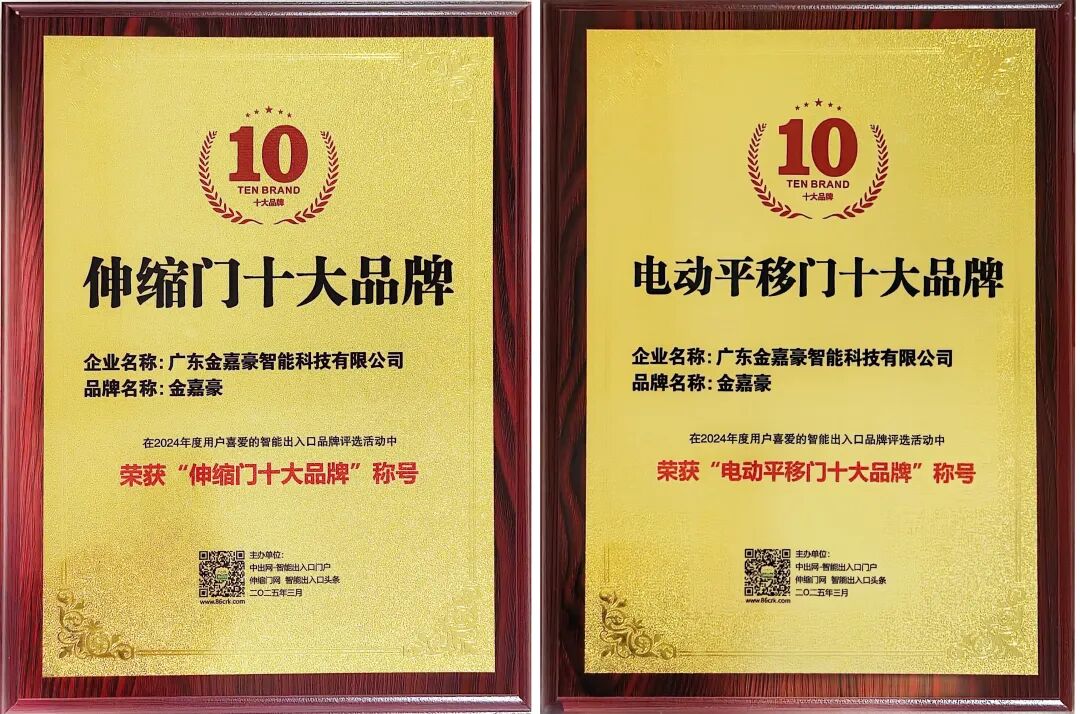 10
TEN BRAND
十大品牌
伸缩门十大品牌
企业名称：广东金嘉豪智能科技有限公司
品牌名称：金嘉豪
在2024年度用户喜爱的智能出入口品牌评选活动中
荣获“伸缩门十大品牌”称号
主办单位：
中出网-智能出入口门户
伸缩门网 智能出入口头条
二〇二五年三月
www.86crk.com
10
TEN BRAND
十大品牌
电动平移门十大品牌
企业名称：广东金嘉豪智能科技有限公司
品牌名称：金嘉豪
在2024年度用户喜爱的智能出入口品牌评选活动中
荣获“电动平移门十大品牌”称号
主办单位：
中出网-智能出入口门户
伸缩门网 智能出入口头条
二〇二五年三月
www.86crk.com